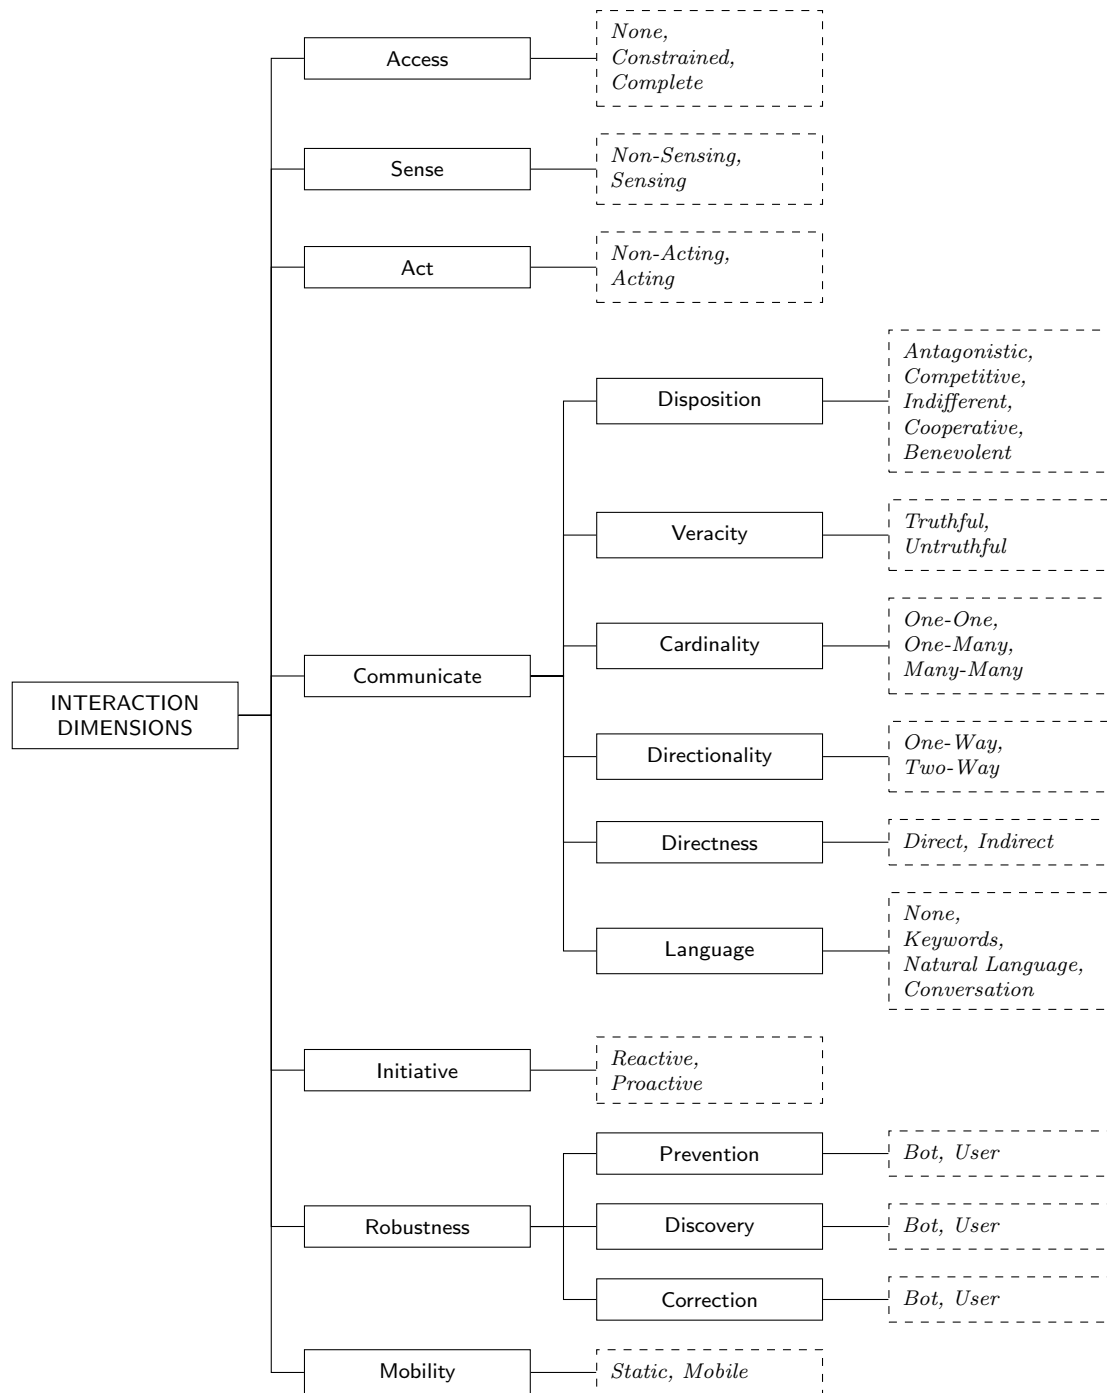 None,
Constrained,
Complete
Access
Non-Sensing,
Sensing
Sense
Non-Acting,
Acting
Act
Antagonistic,
Competitive,
Indifferent,
Cooperative,
Benevolent
Disposition
Truthful,
Untruthful
Veracity
One-One,
One-Many,
Many-Many
Cardinality
Communicate
INTERACTION
DIMENSIONS
One-Way,
Two-Way
Directionality
Directness
Direct, Indirect
None,
Keywords,
Natural Language,
Conversation
Language
Initiative
Reactive,
Proactive
Prevention
Bot, User
Robustness
Discovery
Bot, User
Correction
Bot, User
Mobility
Static, Mobile